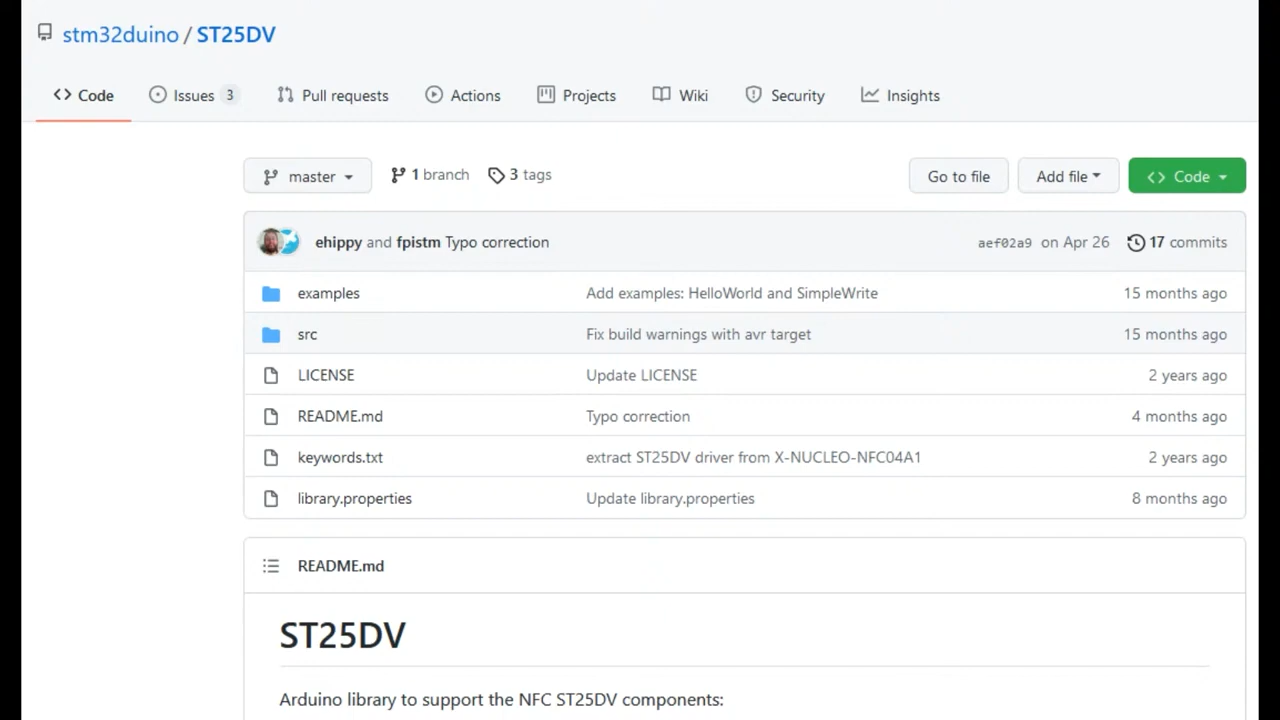 stm32duino / ST25DV
Code Issues 3 Pull requests Actions Projects Wiki Security Insights
master 1 branch 3 tags Go to file Add file Code
ehippy and fpistm Typo correction aef02a9 on Apr 26 17 commits
examples Add examples: HelloWorld and SimpleWrite 15 months ago
src Fix build warnings with avr target 15 months ago
LICENSE Update LICENSE 2 years ago
README.md Typo correction 4 months ago
keywords.txt extract ST25DV driver from X-NUCLEO-NFC04A1 2 years ago
library.properties Update library.properties 8 months ago
README.md
ST25DV
Arduino library to support the NFC ST25DV components: